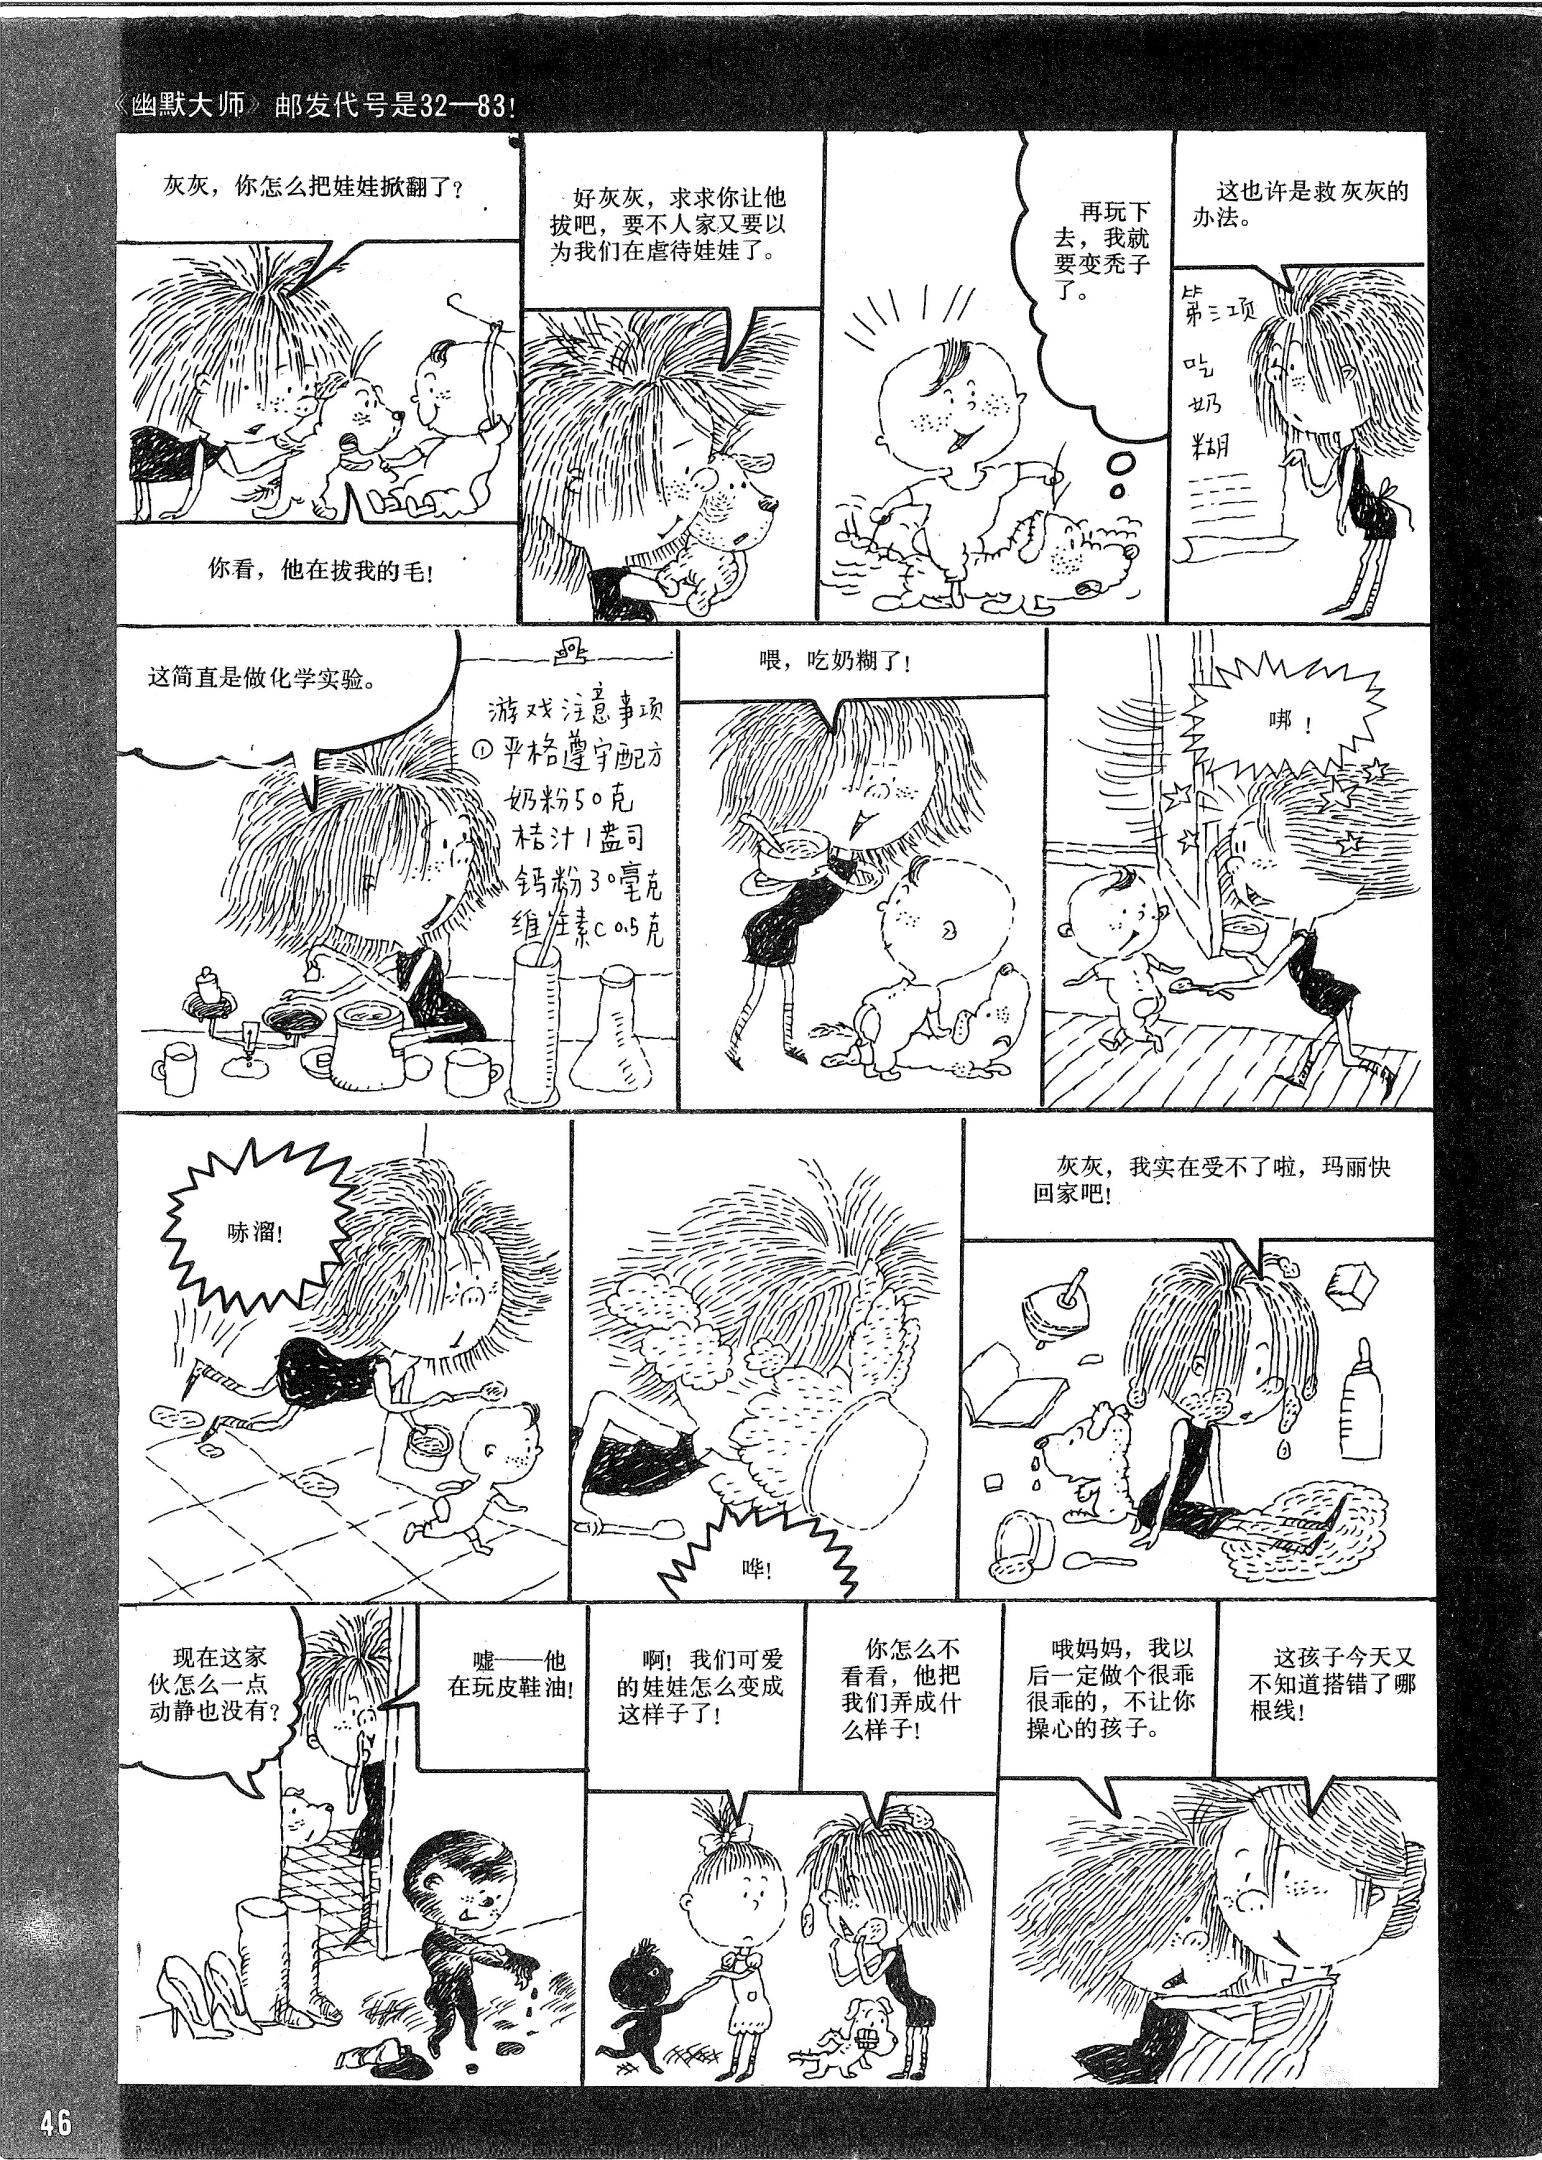 《幽默大师》邮发代号是32—83!
灰灰，你怎么把娃娃掀翻了？
你看，他在拔我的毛！
好灰灰，求求你让他
拔吧，要不人家又要以
为我们在虐待娃娃了。
再玩下
去，我就
要变秃子
了。
这也许是救灰灰的
办法。
第三项
吃
奶
糊
这简直是做化学实验。
游戏注意事项
①严格遵守配方
奶粉50克
桔汁1盎司
钙粉30毫克
维生素C0.5克
喂，吃奶糊了！
哵！
哧溜！
哗！
灰灰，我实在受不了啦，玛丽快
回家吧！
现在这家
伙怎么一点
动静也没有？
嘘——他
在玩皮鞋油！
啊！我们可爱
的娃娃怎么变成
这样子了！
你怎么不
看看，他把
我们弄成什
么样子！
哦妈妈，我以
后一定做个很乖
很乖的，不让你
操心的孩子。
这孩子今天又
不知道搭错了哪
根线！
46